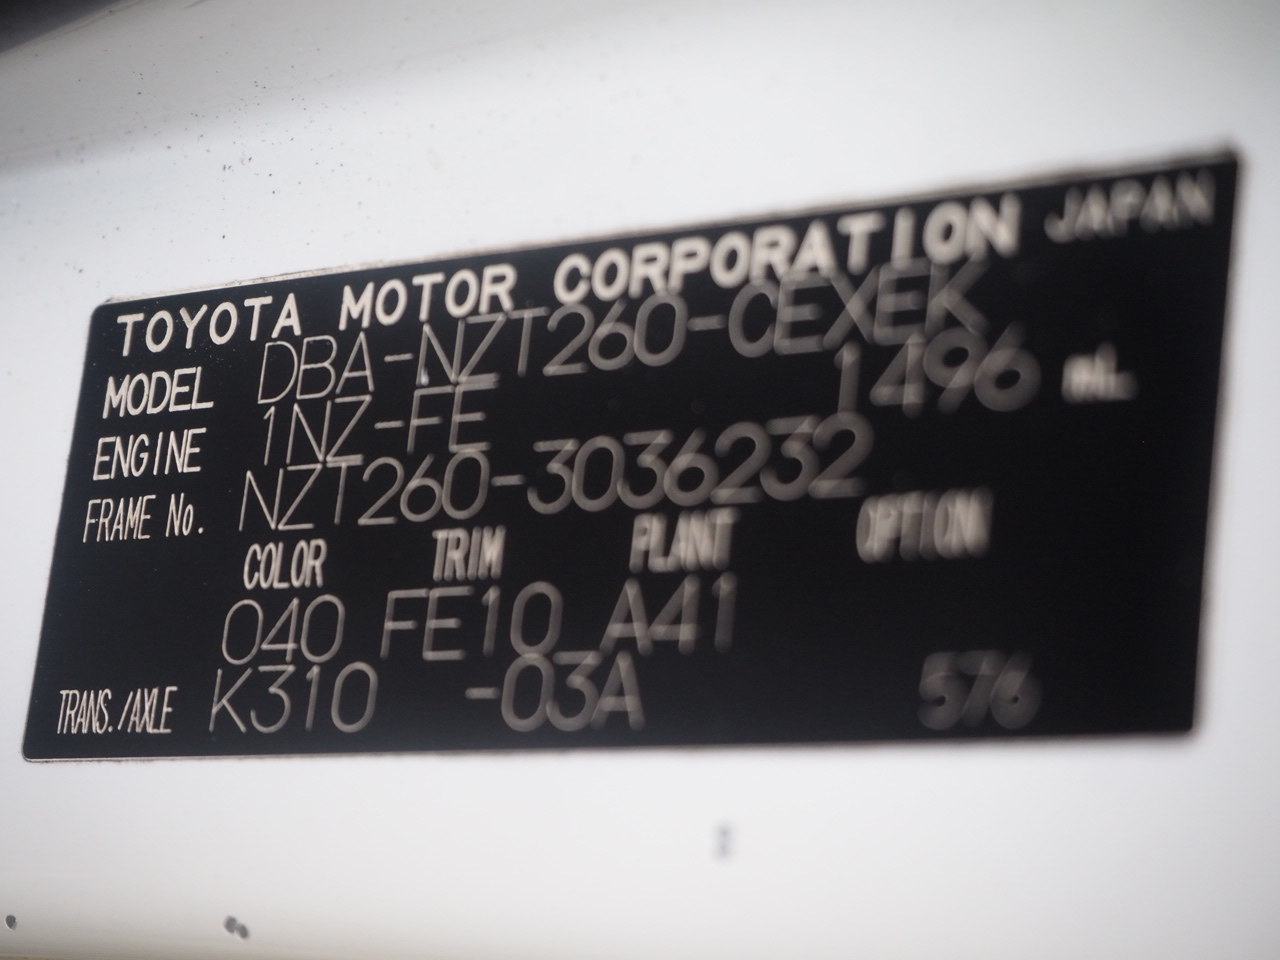 TOYOTA MOTOR CORPORATION JAPAN
MODEL DBA-NZT260-CEXEK
ENGINE 1NZ-FE 1496 mL
FRAME No. NZT260-3036232
COLOR TRIM PLANT OPTION
040 FE10 A41
TRANS./AXLE K310 -03A 576